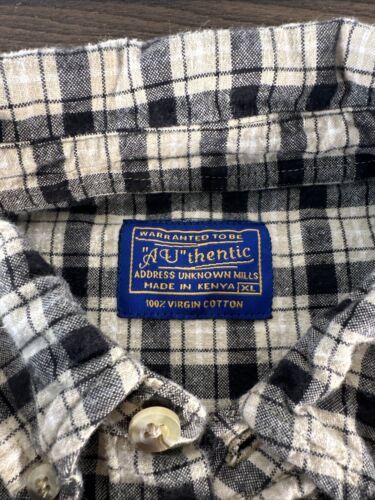 WARRANTED TO BE
"AU"thentic
ADDRESS UNKNOWN MILLS
MADE IN KENYA XL
100% VIRGIN COTTON